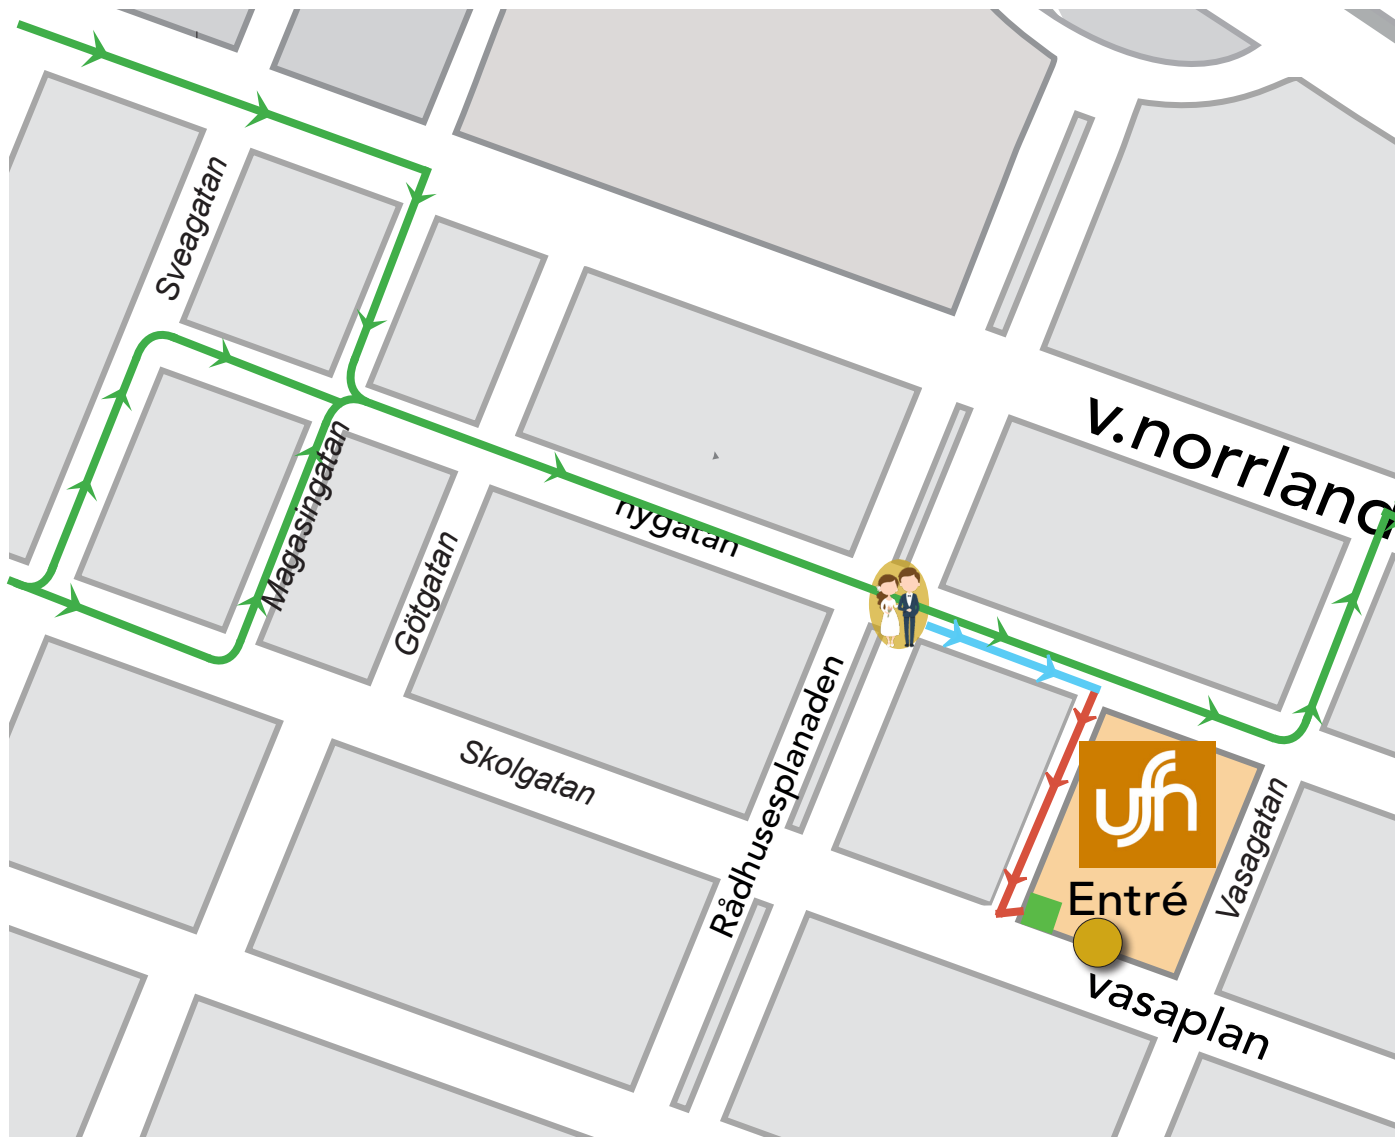 Sveagatan
v.norrland
Magasingatan
nygatan
Götgatan
Rådhusesplanaden
Skolgatan
ufh
Vasagatan
Entré
vasaplan